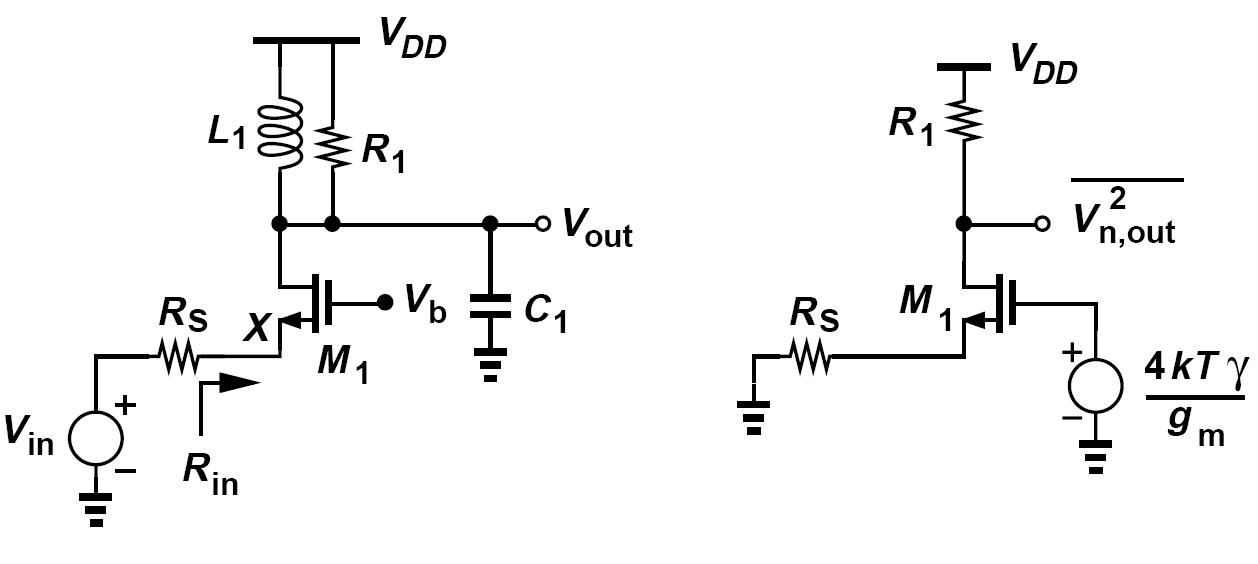 VDD
L1
R1
Vout
Vb
C1
RS
X
M1
Vin
+
−
Rin
VDD
R1
V²n,out
M1
RS
+
−
4kTγ
gm